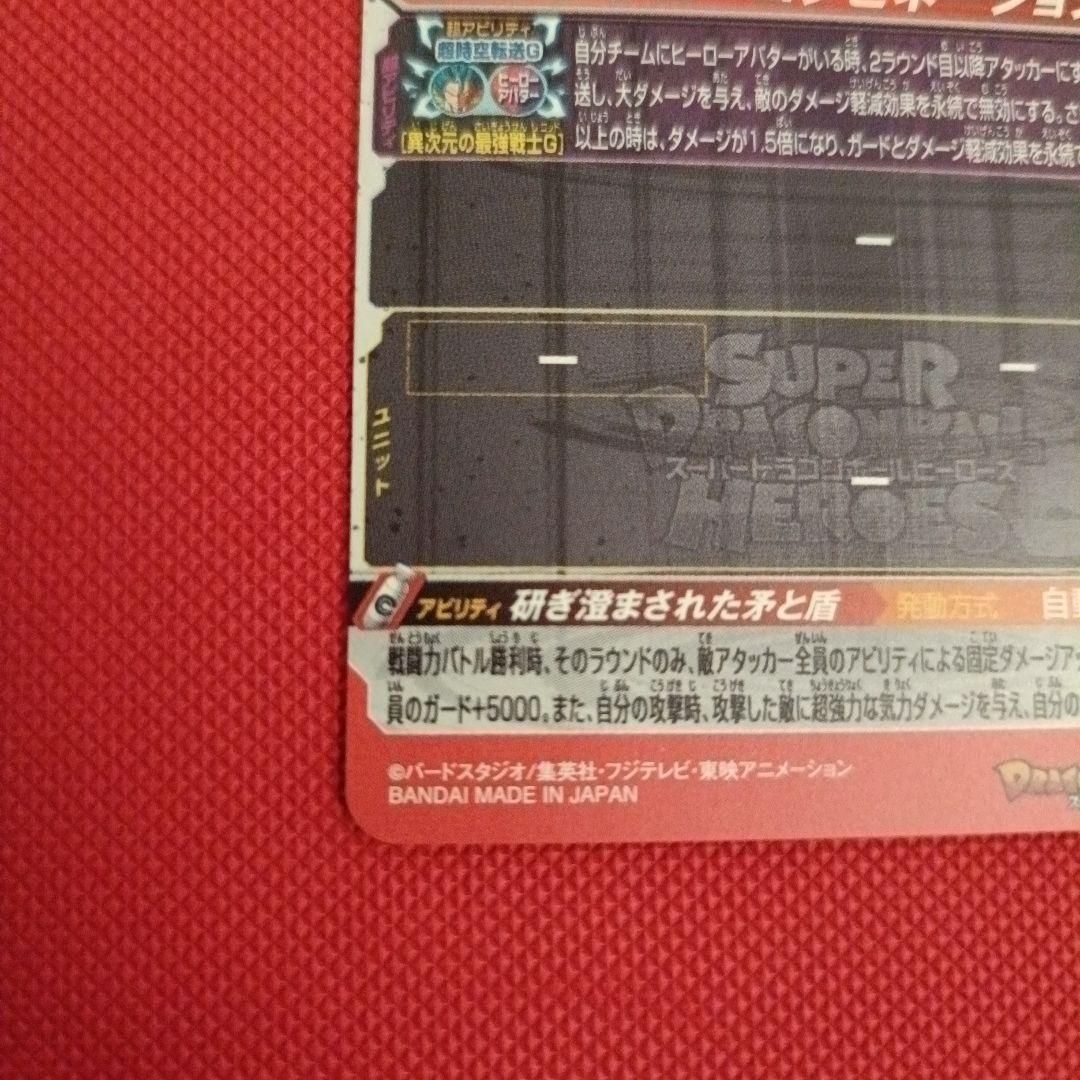 超アビリティ
超時空転送G
ヒーロー
アバター
[異次元の最強戦士G]
超アビリティ
自分チームにヒーローアバターがいる時、2ラウンド目以降アタッカーにす
送し、大ダメージを与え、敵のダメージ軽減効果を永続で無効にする。さ
以上の時は、ダメージが1.5倍になり、ガードとダメージ軽減効果を永続で
ー
ー
ー
ー
ユニット
SUPER
DRAGONBALL
スーパードラゴンボールヒーローズ
HEROES
アビリティ 研ぎ澄まされた矛と盾 発動方式 自動
戦闘力バトル勝利時、そのラウンドのみ、敵アタッカー全員のアビリティによる固定ダメージア
員のガード+5000。また、自分の攻撃時、攻撃した敵に超強力な気力ダメージを与え、自分の
©バードスタジオ/集英社・フジテレビ・東映アニメーション
BANDAI MADE IN JAPAN